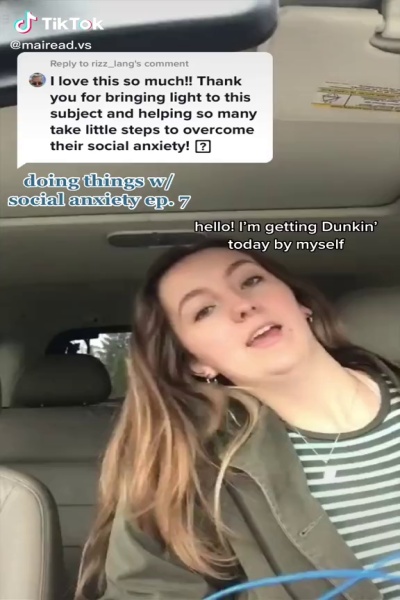 TikTok
@mairead.vs
Reply to rizz_lang's comment
I love this so much!! Thank
you for bringing light to this
subject and helping so many
take little steps to overcome
their social anxiety! ?
doing things w/
social anxiety ep. 7
hello! I'm getting Dunkin'
today by myself